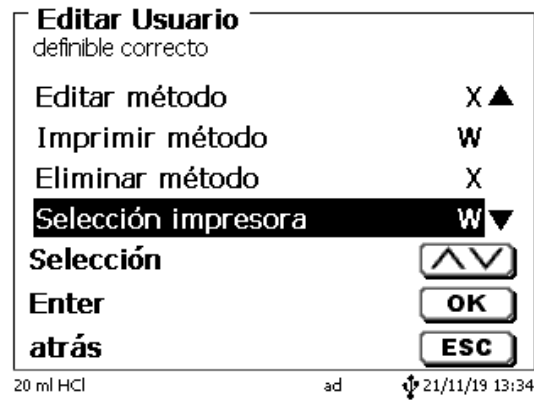 Editar Usuario
definible correcto
Editar método X
Imprimir método W
Eliminar método X
Selección impresora W
Selección
Enter OK
atrás ESC
20 ml HCl ad 21/11/19 13:34